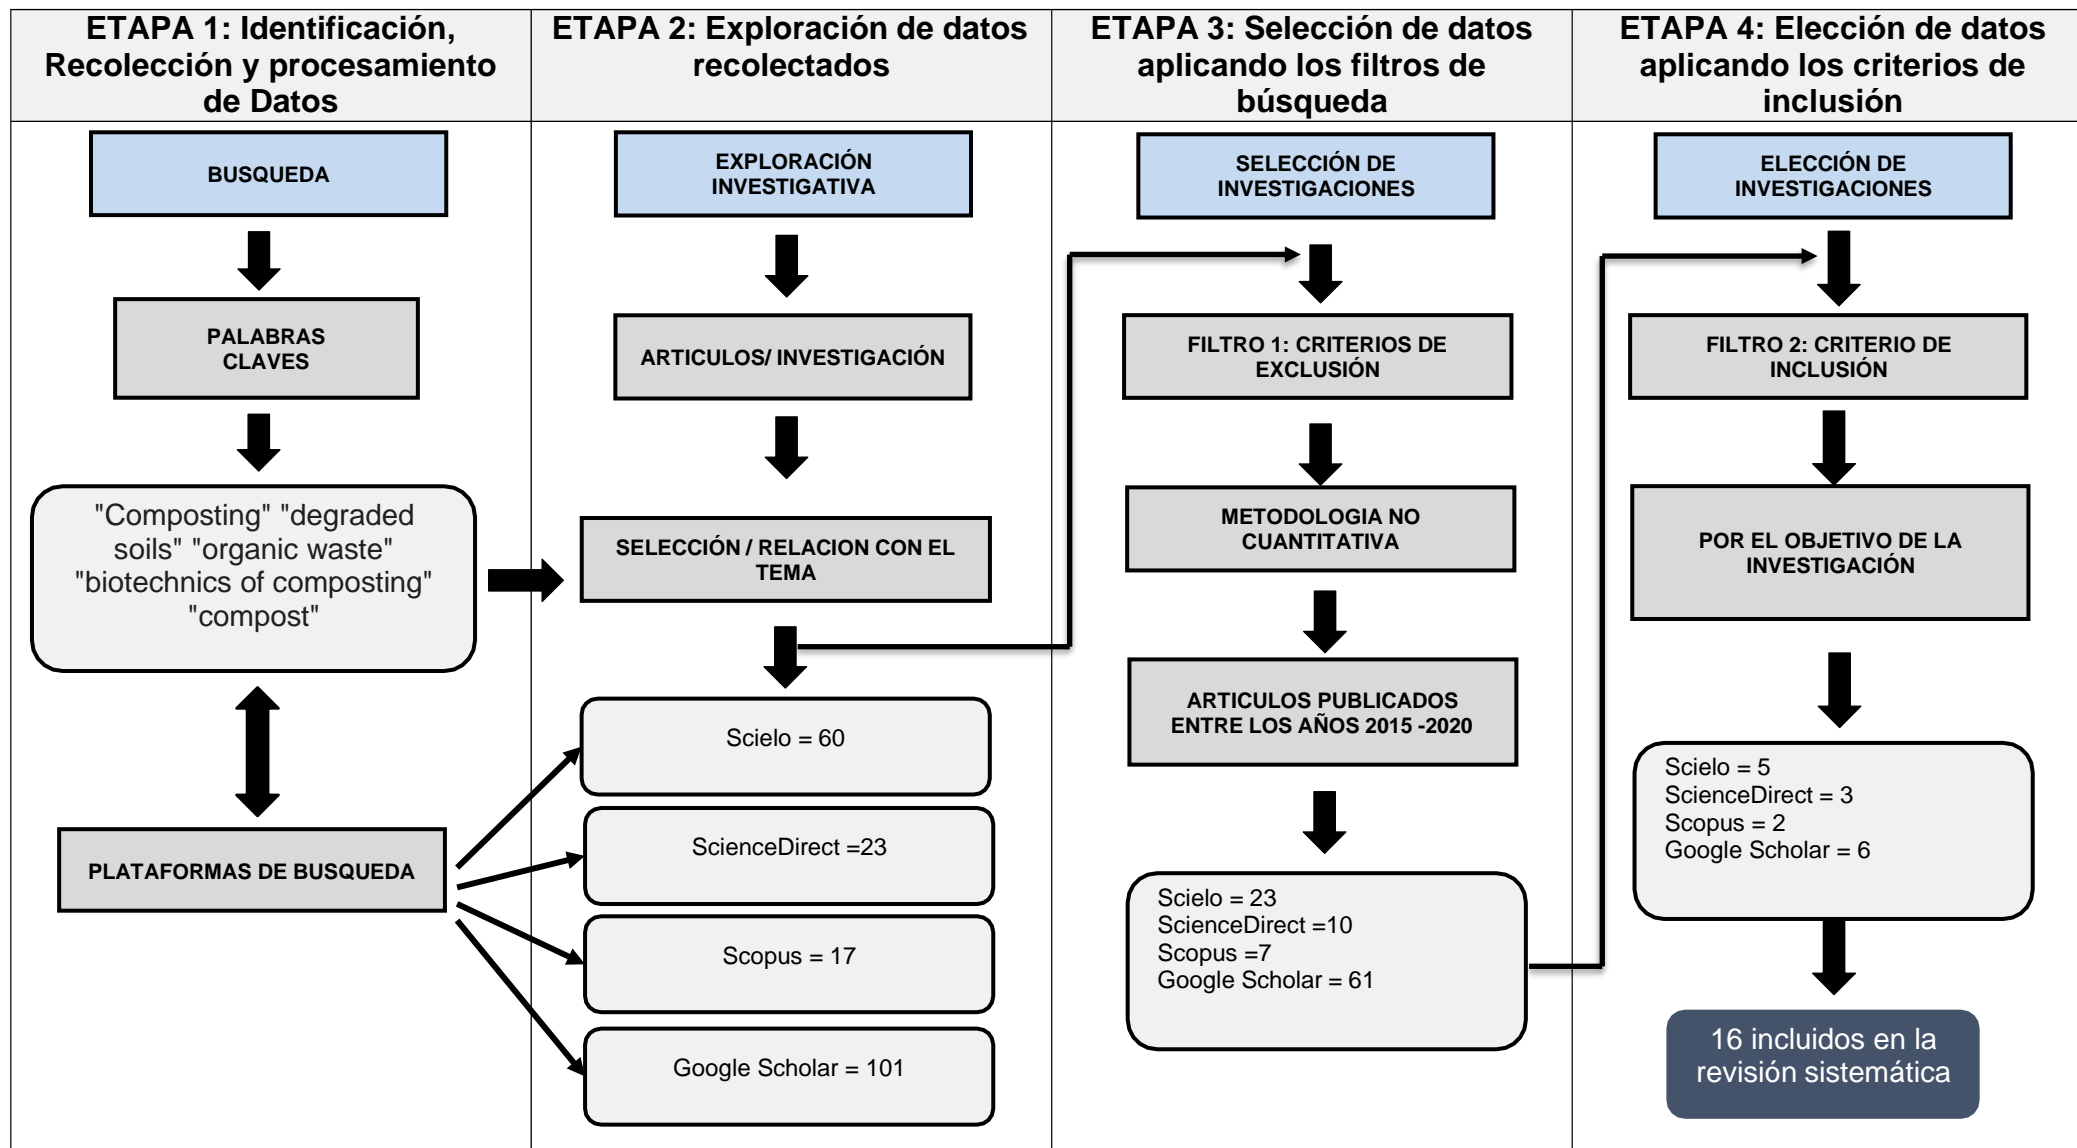 ETAPA 1: Identificación,
Recolección y procesamiento
de Datos
ETAPA 2: Exploración de datos
recolectados
ETAPA 3: Selección de datos
aplicando los filtros de
búsqueda
ETAPA 4: Elección de datos
aplicando los criterios de
inclusión
BUSQUEDA
PALABRAS
CLAVES
"Composting" "degraded
soils" "organic waste"
"biotechnics of composting"
"compost"
PLATAFORMAS DE BUSQUEDA
EXPLORACIÓN
INVESTIGATIVA
ARTICULOS/ INVESTIGACIÓN
SELECCIÓN / RELACION CON EL
TEMA
Scielo = 60
ScienceDirect =23
Scopus = 17
Google Scholar = 101
SELECCIÓN DE
INVESTIGACIONES
FILTRO 1: CRITERIOS DE
EXCLUSIÓN
METODOLOGIA NO
CUANTITATIVA
ARTICULOS PUBLICADOS
ENTRE LOS AÑOS 2015 -2020
Scielo = 23
ScienceDirect =10
Scopus =7
Google Scholar = 61
ELECCIÓN DE
INVESTIGACIONES
FILTRO 2: CRITERIO DE
INCLUSIÓN
POR EL OBJETIVO DE LA
INVESTIGACIÓN
Scielo = 5
ScienceDirect = 3
Scopus = 2
Google Scholar = 6
16 incluidos en la
revisión sistemática